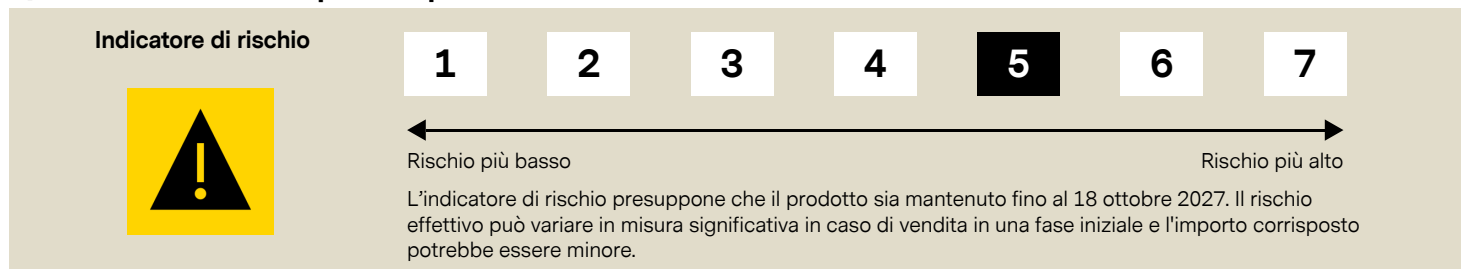 Indicatore di rischio
1 2 3 4 5 6 7
Rischio più basso Rischio più alto
L'indicatore di rischio presuppone che il prodotto sia mantenuto fino al 18 ottobre 2027. Il rischio
effettivo può variare in misura significativa in caso di vendita in una fase iniziale e l'importo corrisposto
potrebbe essere minore.